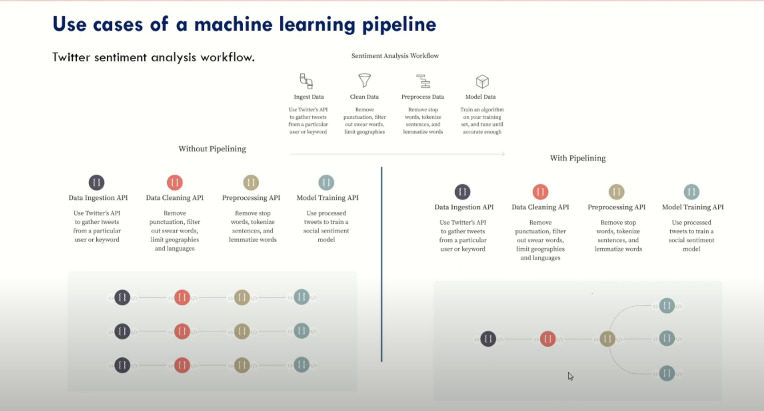 Use cases of a machine learning pipeline
Twitter sentiment analysis workflow.
Sentiment Analysis Workflow
Ingest Data
Use Twitter's API
to gather tweets
from a particular
user or keyword
Clean Data
Remove
punctuation, filter
out swear words,
limit geographies
Preprocess Data
Remove stop
words, tokenize
sentences, and
lemmatize words
Model Data
Train an algorithm
on your training
set, and tune until
accurate enough
Without Pipelining
Data Ingestion API
Use Twitter's API
to gather tweets
from a particular
user or keyword
Data Cleaning API
Remove
punctuation, filter
out swear words,
limit geographies
and languages
Preprocessing API
Remove stop
words, tokenize
sentences, and
lemmatize words
Model Training API
Use processed
tweets to train a
social sentiment
model
With Pipelining
Data Ingestion API
Use Twitter's API
to gather tweets
from a particular
user or keyword
Data Cleaning API
Remove
punctuation, filter
out swear words,
limit geographies
and languages
Preprocessing API
Remove stop
words, tokenize
sentences, and
lemmatize words
Model Training API
Use processed
tweets to train a
social sentiment
model